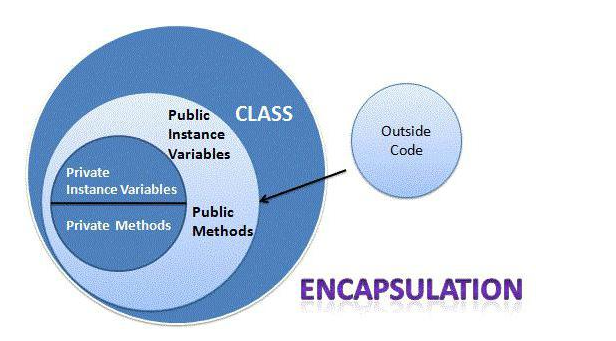 Public
Instance
Variables
CLASS
Outside
Code
Private
Instance Variables
Private Methods
Public
Methods
ENCAPSULATION